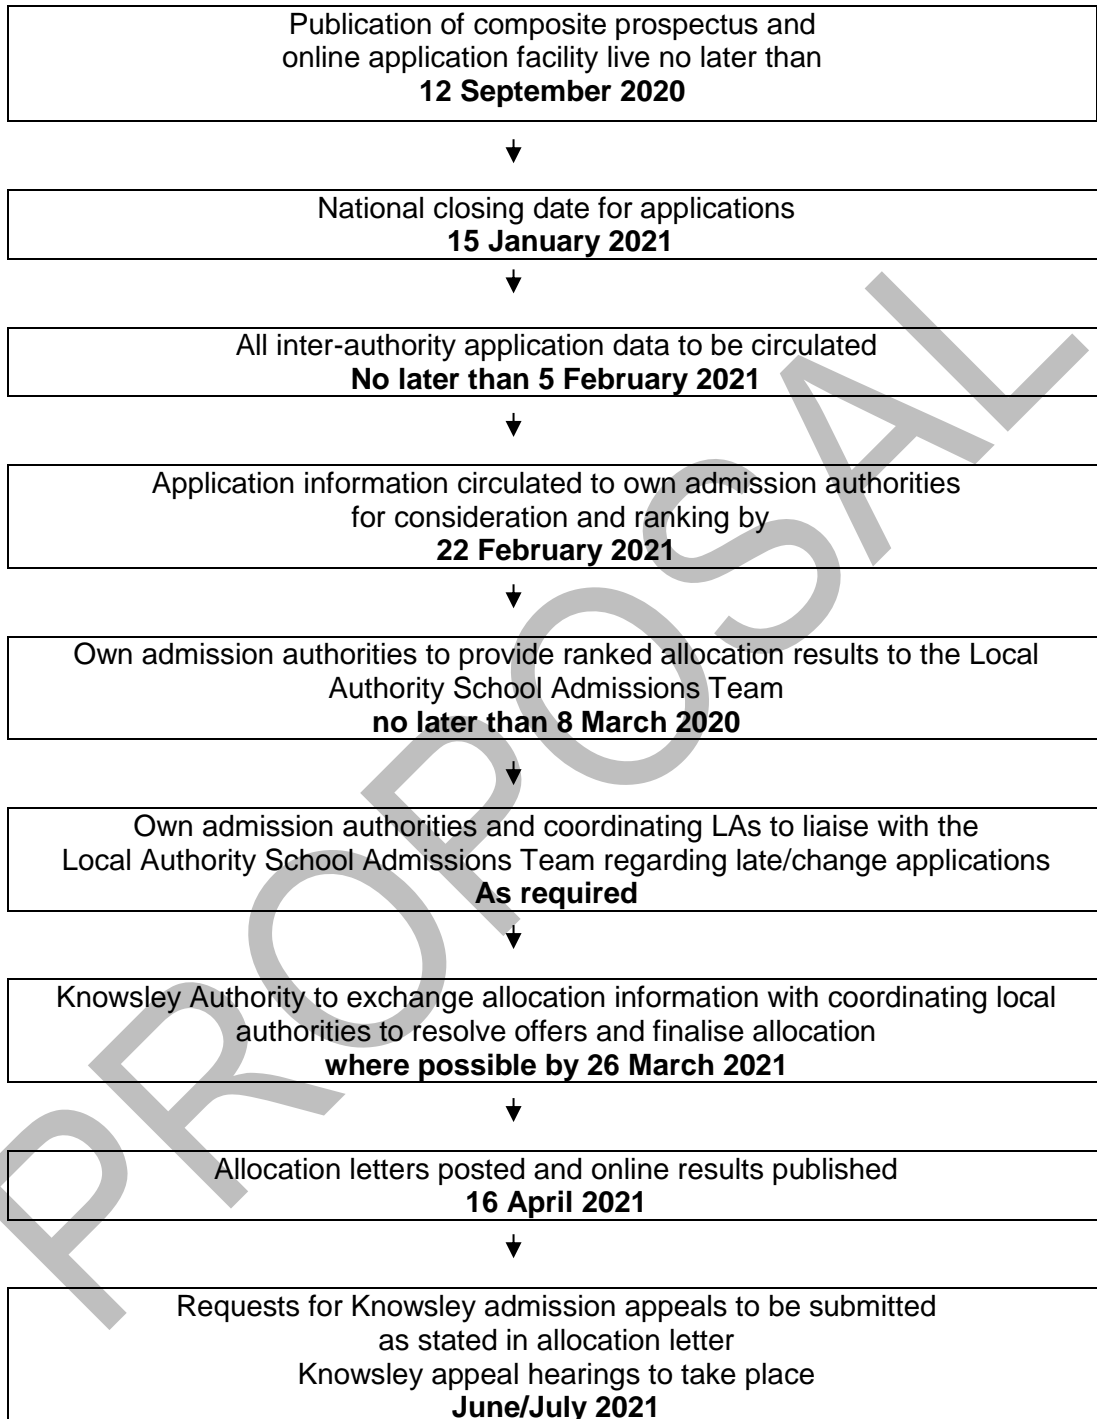 Publication of composite prospectus and
online application facility live no later than
12 September 2020
National closing date for applications
15 January 2021
All inter-authority application data to be circulated
No later than 5 February 2021
Application information circulated to own admission authorities
for consideration and ranking by
22 February 2021
Own admission authorities to provide ranked allocation results to the Local
Authority School Admissions Team
no later than 8 March 2020
Own admission authorities and coordinating LAs to liaise with the
Local Authority School Admissions Team regarding late/change applications
As required
Knowsley Authority to exchange allocation information with coordinating local
authorities to resolve offers and finalise allocation
where possible by 26 March 2021
Allocation letters posted and online results published
16 April 2021
Requests for Knowsley admission appeals to be submitted
as stated in allocation letter
Knowsley appeal hearings to take place
June/July 2021
PROPOSAL